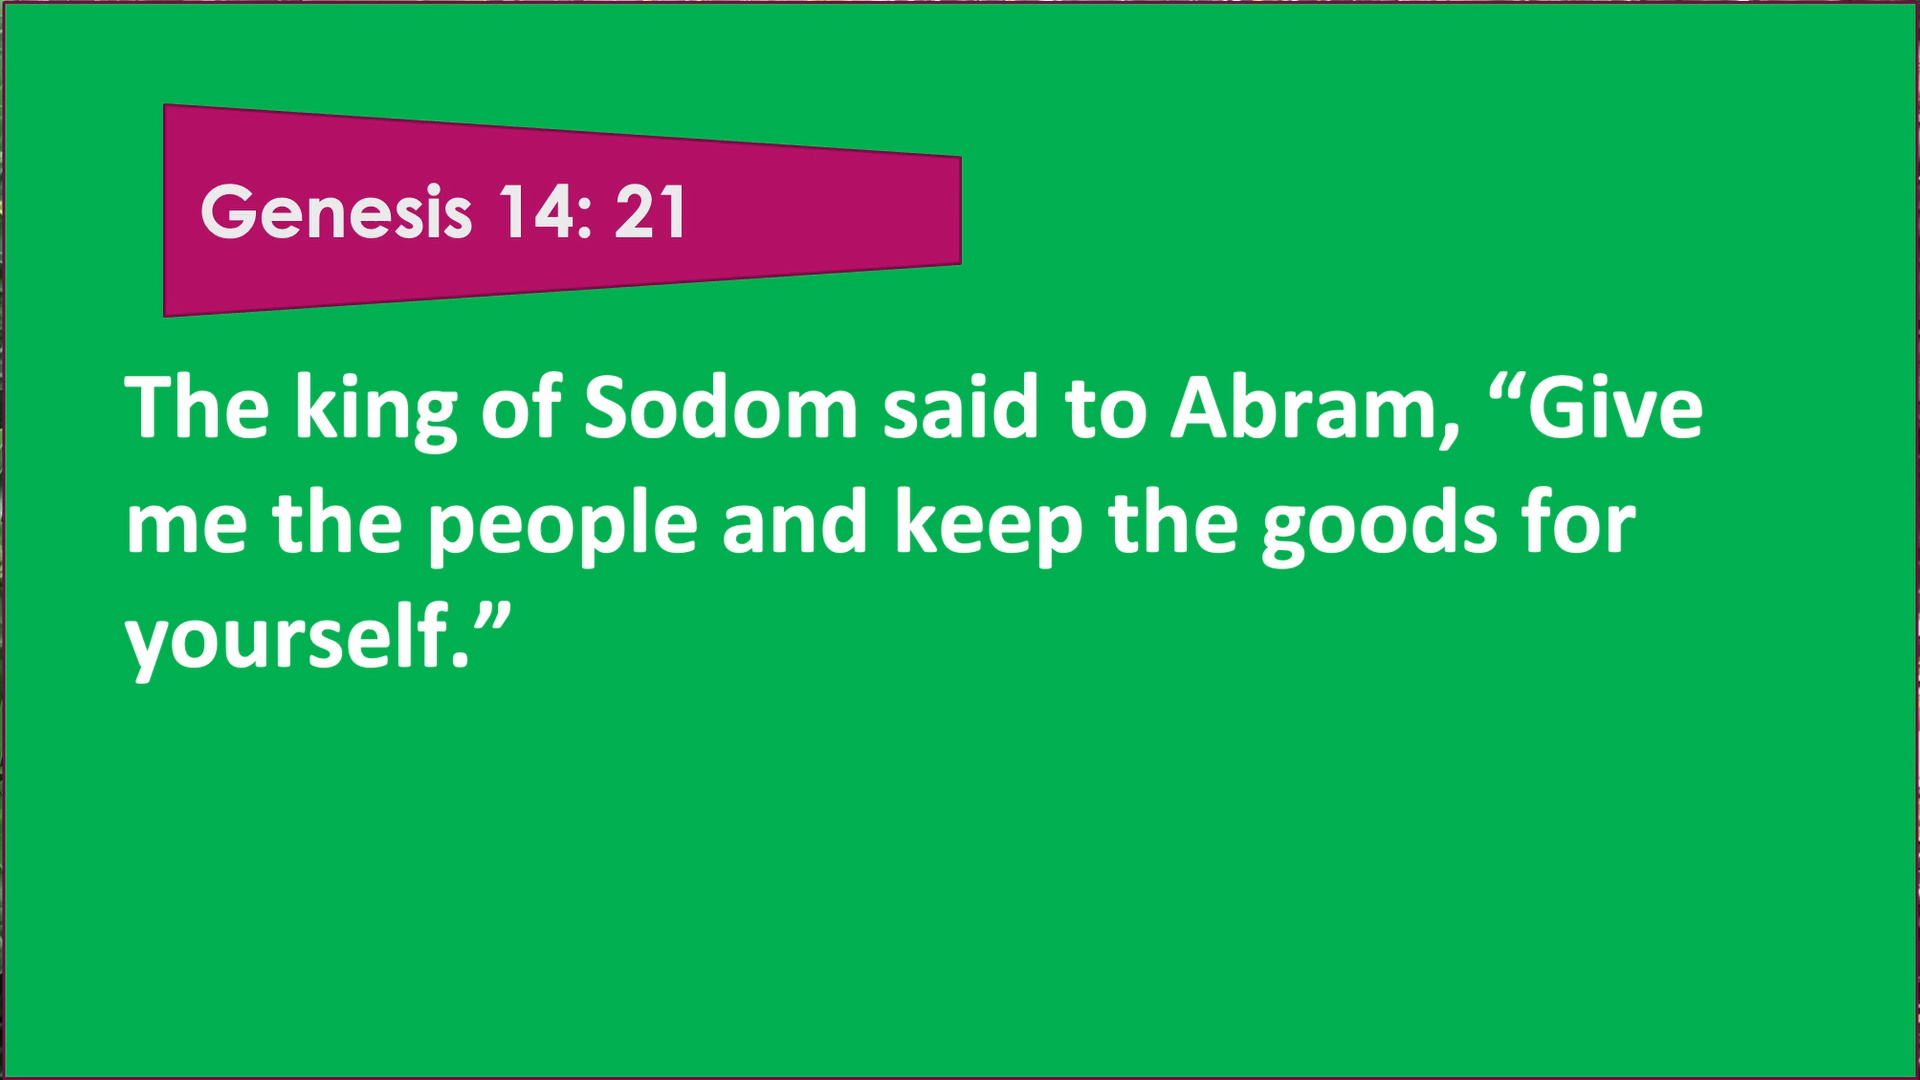 Genesis 14: 21
The king of Sodom said to Abram, “Give
me the people and keep the goods for
yourself.”